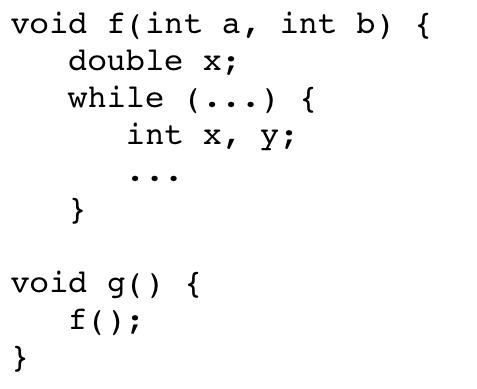 void f(int a, int b) {
   double x;
   while (...) {
      int x, y;
      ...
   }

void g() {
   f();
}